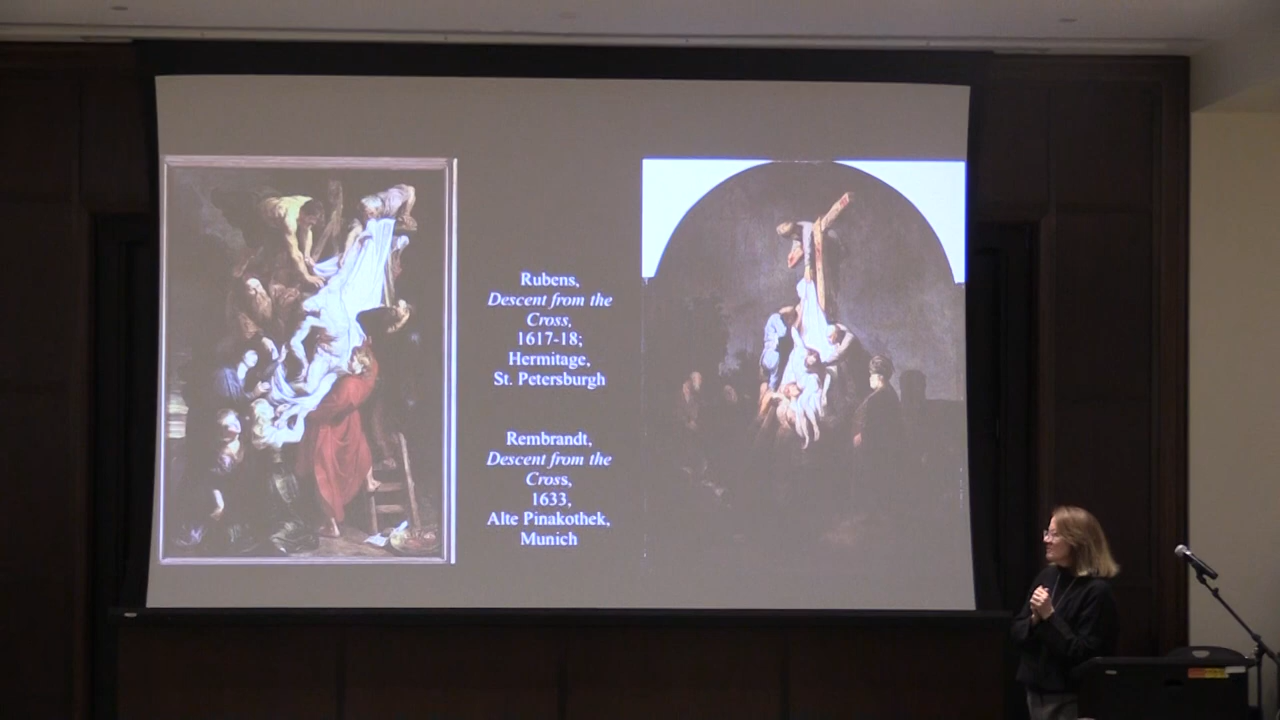 Rubens,
Descent from the
Cross,
1617-18;
Hermitage,
St. Petersburgh
Rembrandt,
Descent from the
Cross,
1633,
Alte Pinakothek,
Munich